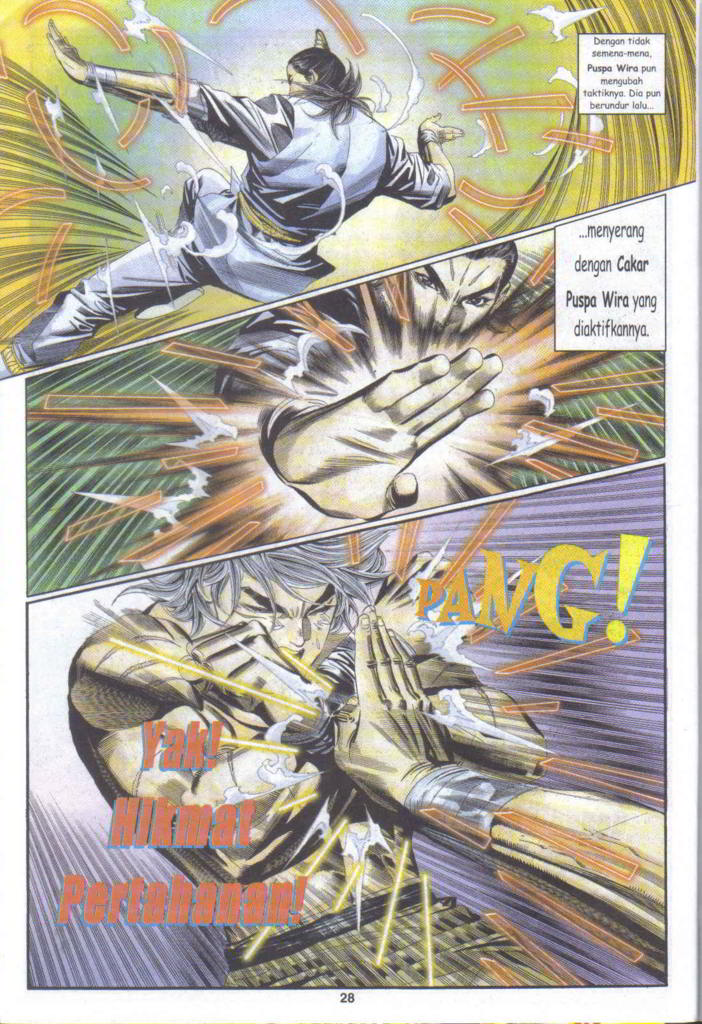 Dengan tidak
semena-mena,
Puspa Wira pun
mengubah
taktiknya. Dia pun
berundur lalu...
...menyerang
dengan Cakar
Puspa Wira yang
diaktifkannya.
PANG!
Yak!
Hikmat
Pertahanan!
28